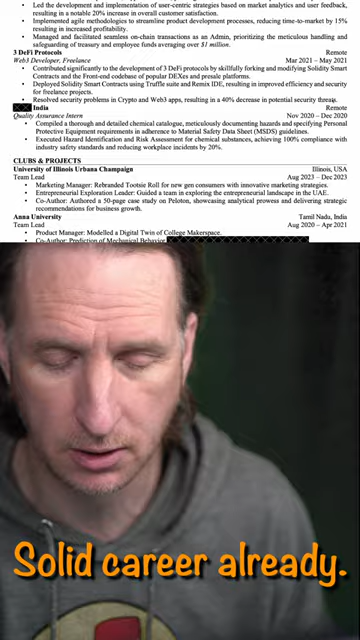 • Led the development and implementation of user-centric strategies based on market analytics and user feedback,
resulting in a notable 20% increase in overall customer satisfaction.
• Implemented agile methodologies to streamline product development processes, reducing time-to-market by 15%
resulting in increased profitability.
• Managed and facilitated seamless on-chain transactions as an Admin, prioritizing the meticulous handling and
safeguarding of treasury and employee funds averaging over $1 million.
3 DeFi Protocols Remote
Web3 Developer, Freelance Mar 2021 – May 2021
• Contributed significantly to the development of 3 DeFi protocols by skillfully forking and modifying Solidity Smart
Contracts and the Front-end codebase of popular DEXes and presale platforms.
• Deployed Solidity Smart Contracts using Truffle suite and Remix IDE, resulting in improved efficiency and security
for freelance projects.
• Resolved security problems in Crypto and Web3 apps, resulting in a 40% decrease in potential security threats.
India Remote
Quality Assurance Intern Nov 2020 – Dec 2020
• Compiled a thorough and detailed chemical catalogue, meticulously documenting hazards and specifying Personal
Protective Equipment requirements in adherence to Material Safety Data Sheet (MSDS) guidelines.
• Executed Hazard Identification and Risk Assessment for chemical substances, achieving 100% compliance with
industry safety standards and reducing workplace incidents by 20%.
CLUBS & PROJECTS
University of Illinois Urbana Champaign Illinois, USA
Team Lead Aug 2023 – Dec 2023
• Marketing Manager: Rebranded Tootsie Roll for new gen consumers with innovative marketing strategies.
• Entrepreneurial Exploration Leader: Guided a team in exploring the entrepreneurial landscape in the UAE.
• Co-author: Authored a 50-page case study on Peloton, showcasing analytical prowess and delivering strategic
recommendations for business growth.
Anna University Tamil Nadu, India
Team Lead Aug 2020 – Apr 2021
• Product Manager: Modelled a Digital Twin of College Makerspace.
• Co-Author: Prediction of Mechanical Behavior
Solid career already.